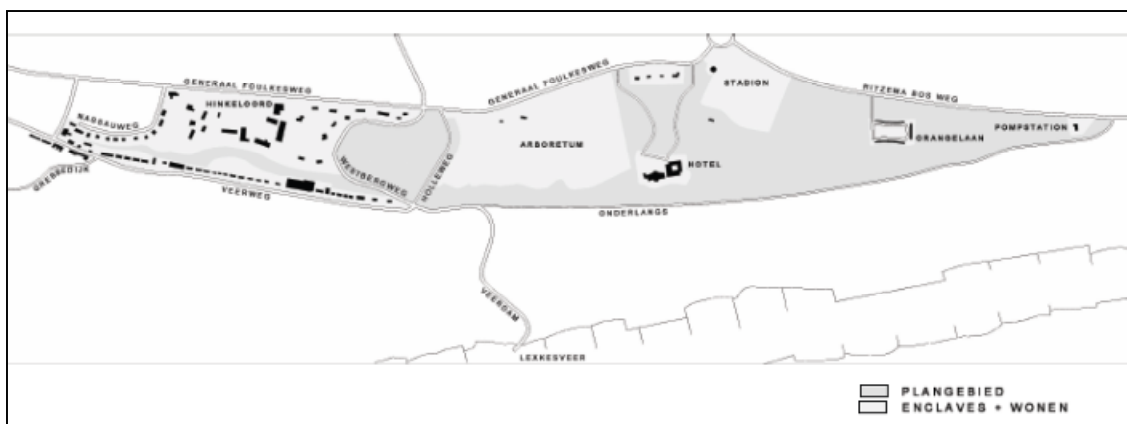 GENERAAL FOULKESWEG
GENERAAL FOULKESWEG
STADION
RITZEMA BOS WEG
HINKELOORD
NASSAUWEG
ARBORETUM
ORANGELAAN
POMPSTATION
HOTEL
WESTBERGWEG
HOLLEWEG
GREBBEDIJK
VEERWEG
ONDERLANGS
VEERDAM
LEXKESVEER
PLANGEBIED
ENCLAVES + WONEN